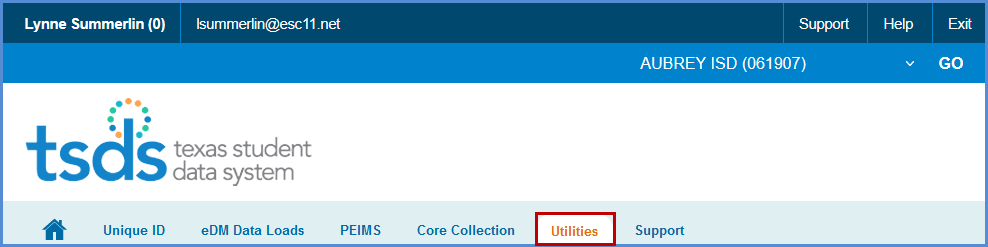 Lynne Summerlin (0) lsummerlin@esc11.net Support Help Exit
AUBREY ISD (061907) GO
tsds texas student
data system
Unique ID eDM Data Loads PEIMS Core Collection Utilities Support